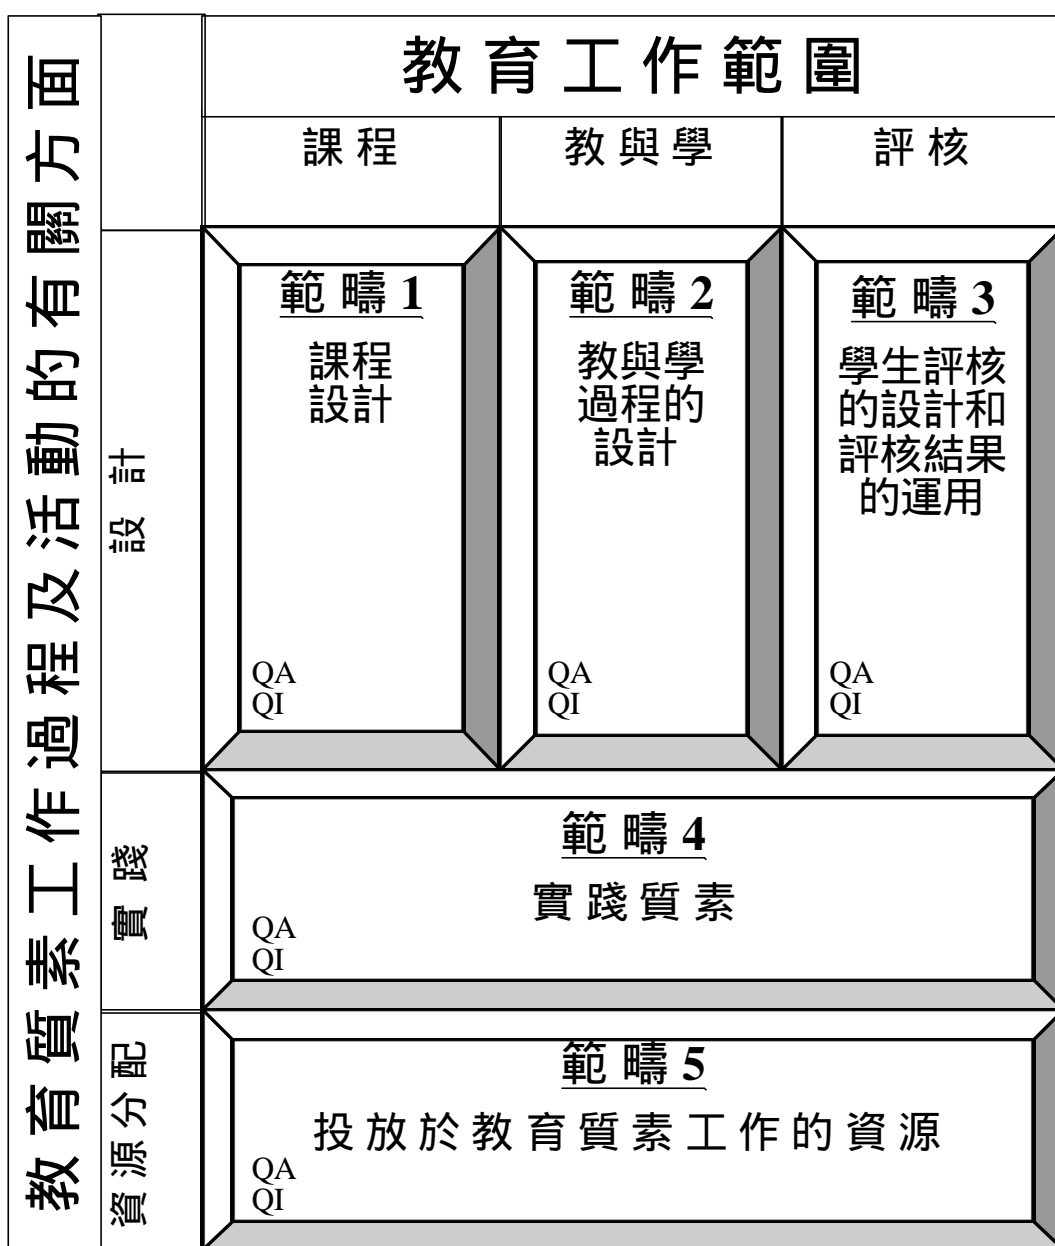 教育質素工作過程及活動的有關方面
教育工作範圍
課程
教與學
評核
設計
範疇1
課程
設計
QA
QI
範疇2
教與學
過程的
設計
QA
QI
範疇3
學生評核
的設計和
評核結果
的運用
QA
QI
實踐
範疇4
實踐質素
QA
QI
資源分配
範疇5
投放於教育質素工作的資源
QA
QI